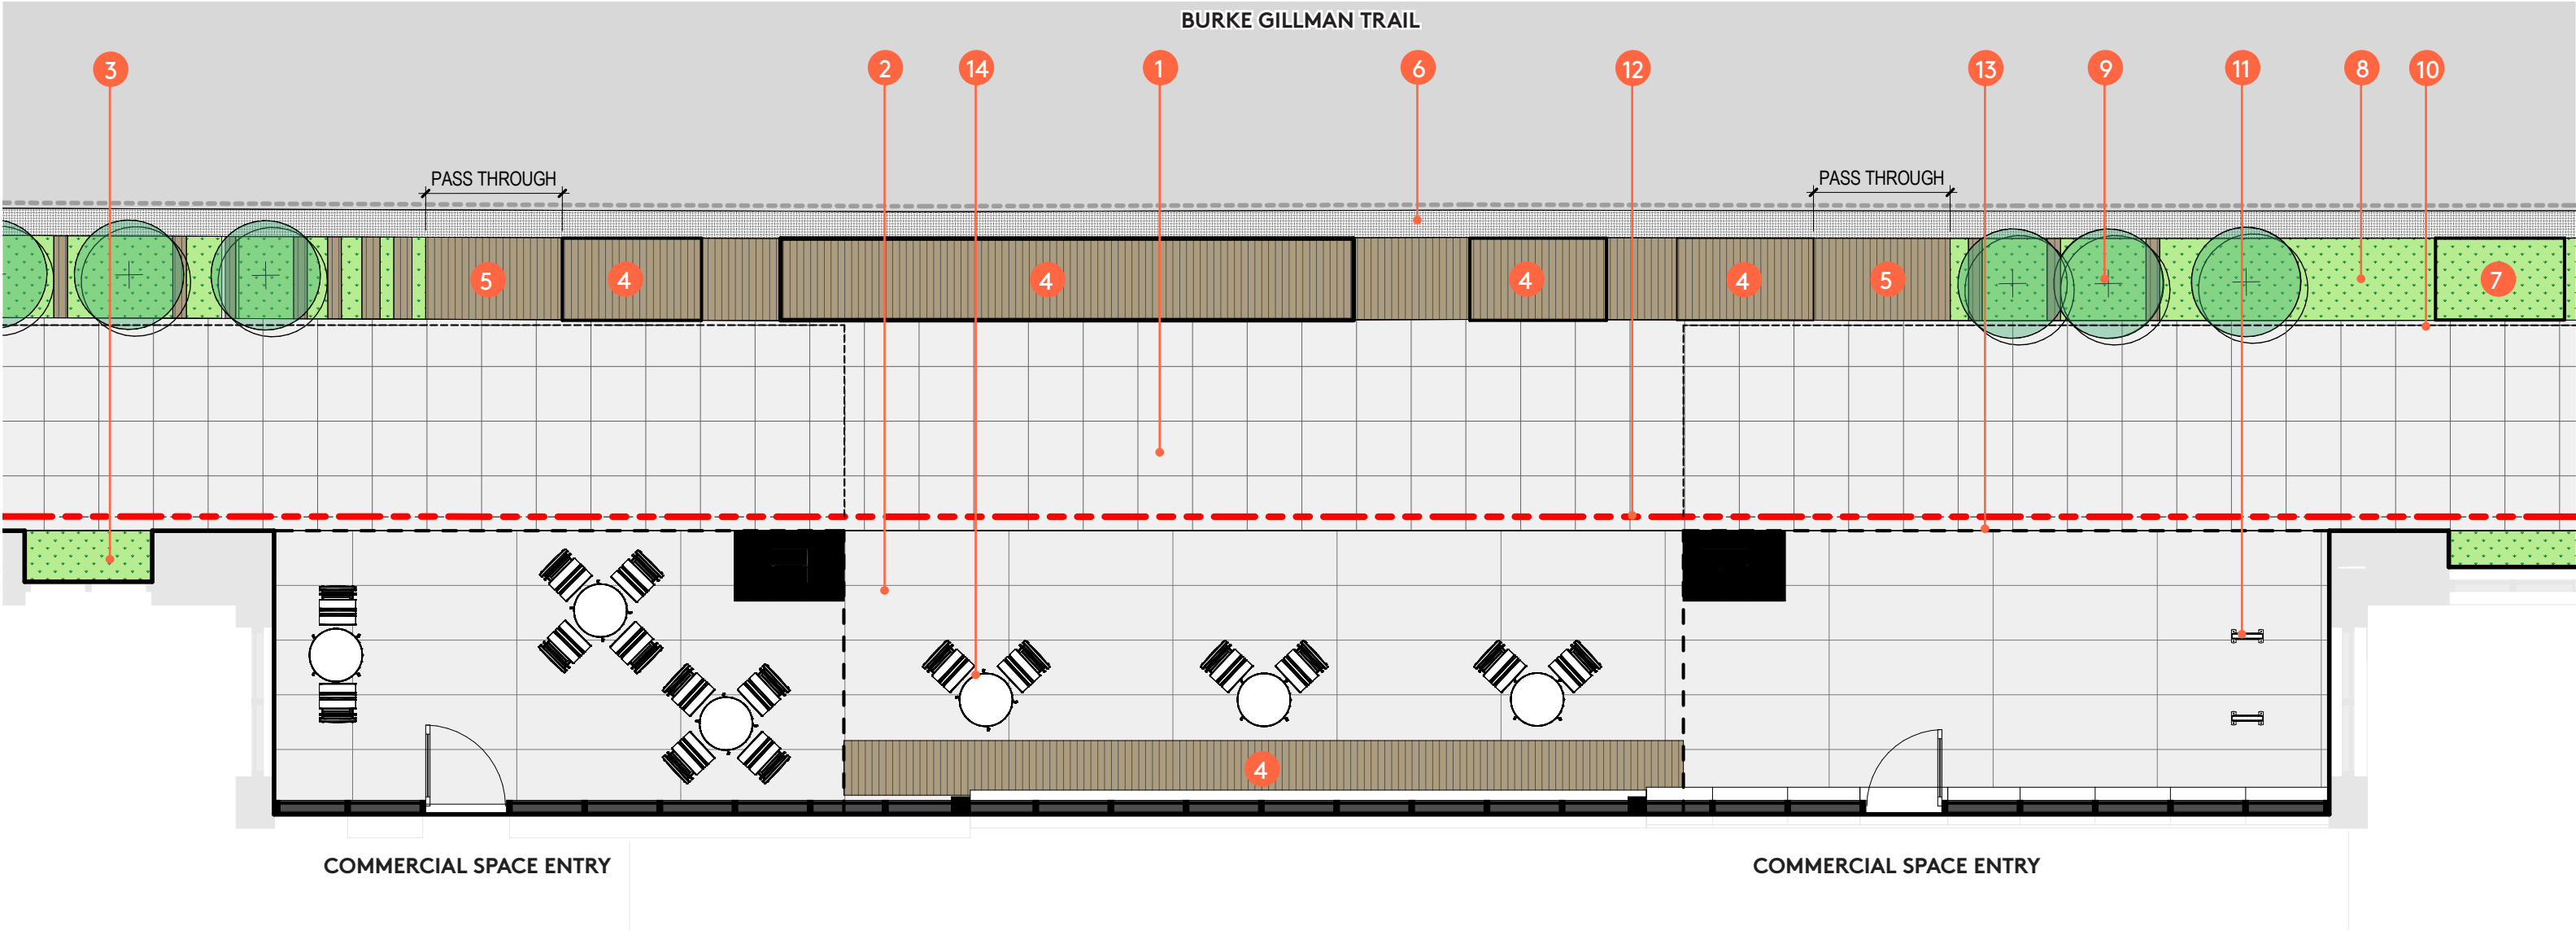 BURKE GILLMAN TRAIL
3 2 14 1 6 12 13 9 11 8 10
PASS THROUGH PASS THROUGH
5 4 4 4 4 5 7
4
COMMERCIAL SPACE ENTRY COMMERCIAL SPACE ENTRY